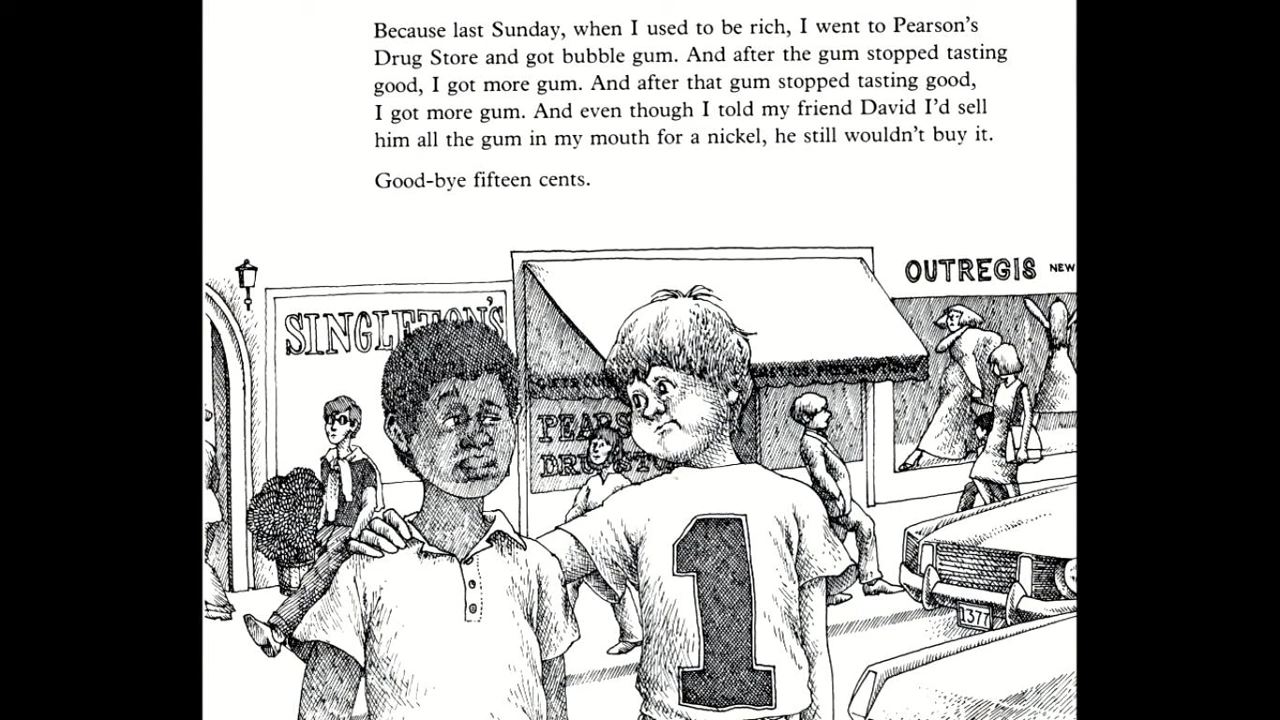 Because last Sunday, when I used to be rich, I went to Pearson’s
Drug Store and got bubble gum. And after the gum stopped tasting
good, I got more gum. And after that gum stopped tasting good,
I got more gum. And even though I told my friend David I’d sell
him all the gum in my mouth for a nickel, he still wouldn’t buy it.
Good-bye fifteen cents.
OUTREGIS NEW
SINGLETON'S
PEARS
DRUG STO
1
1377